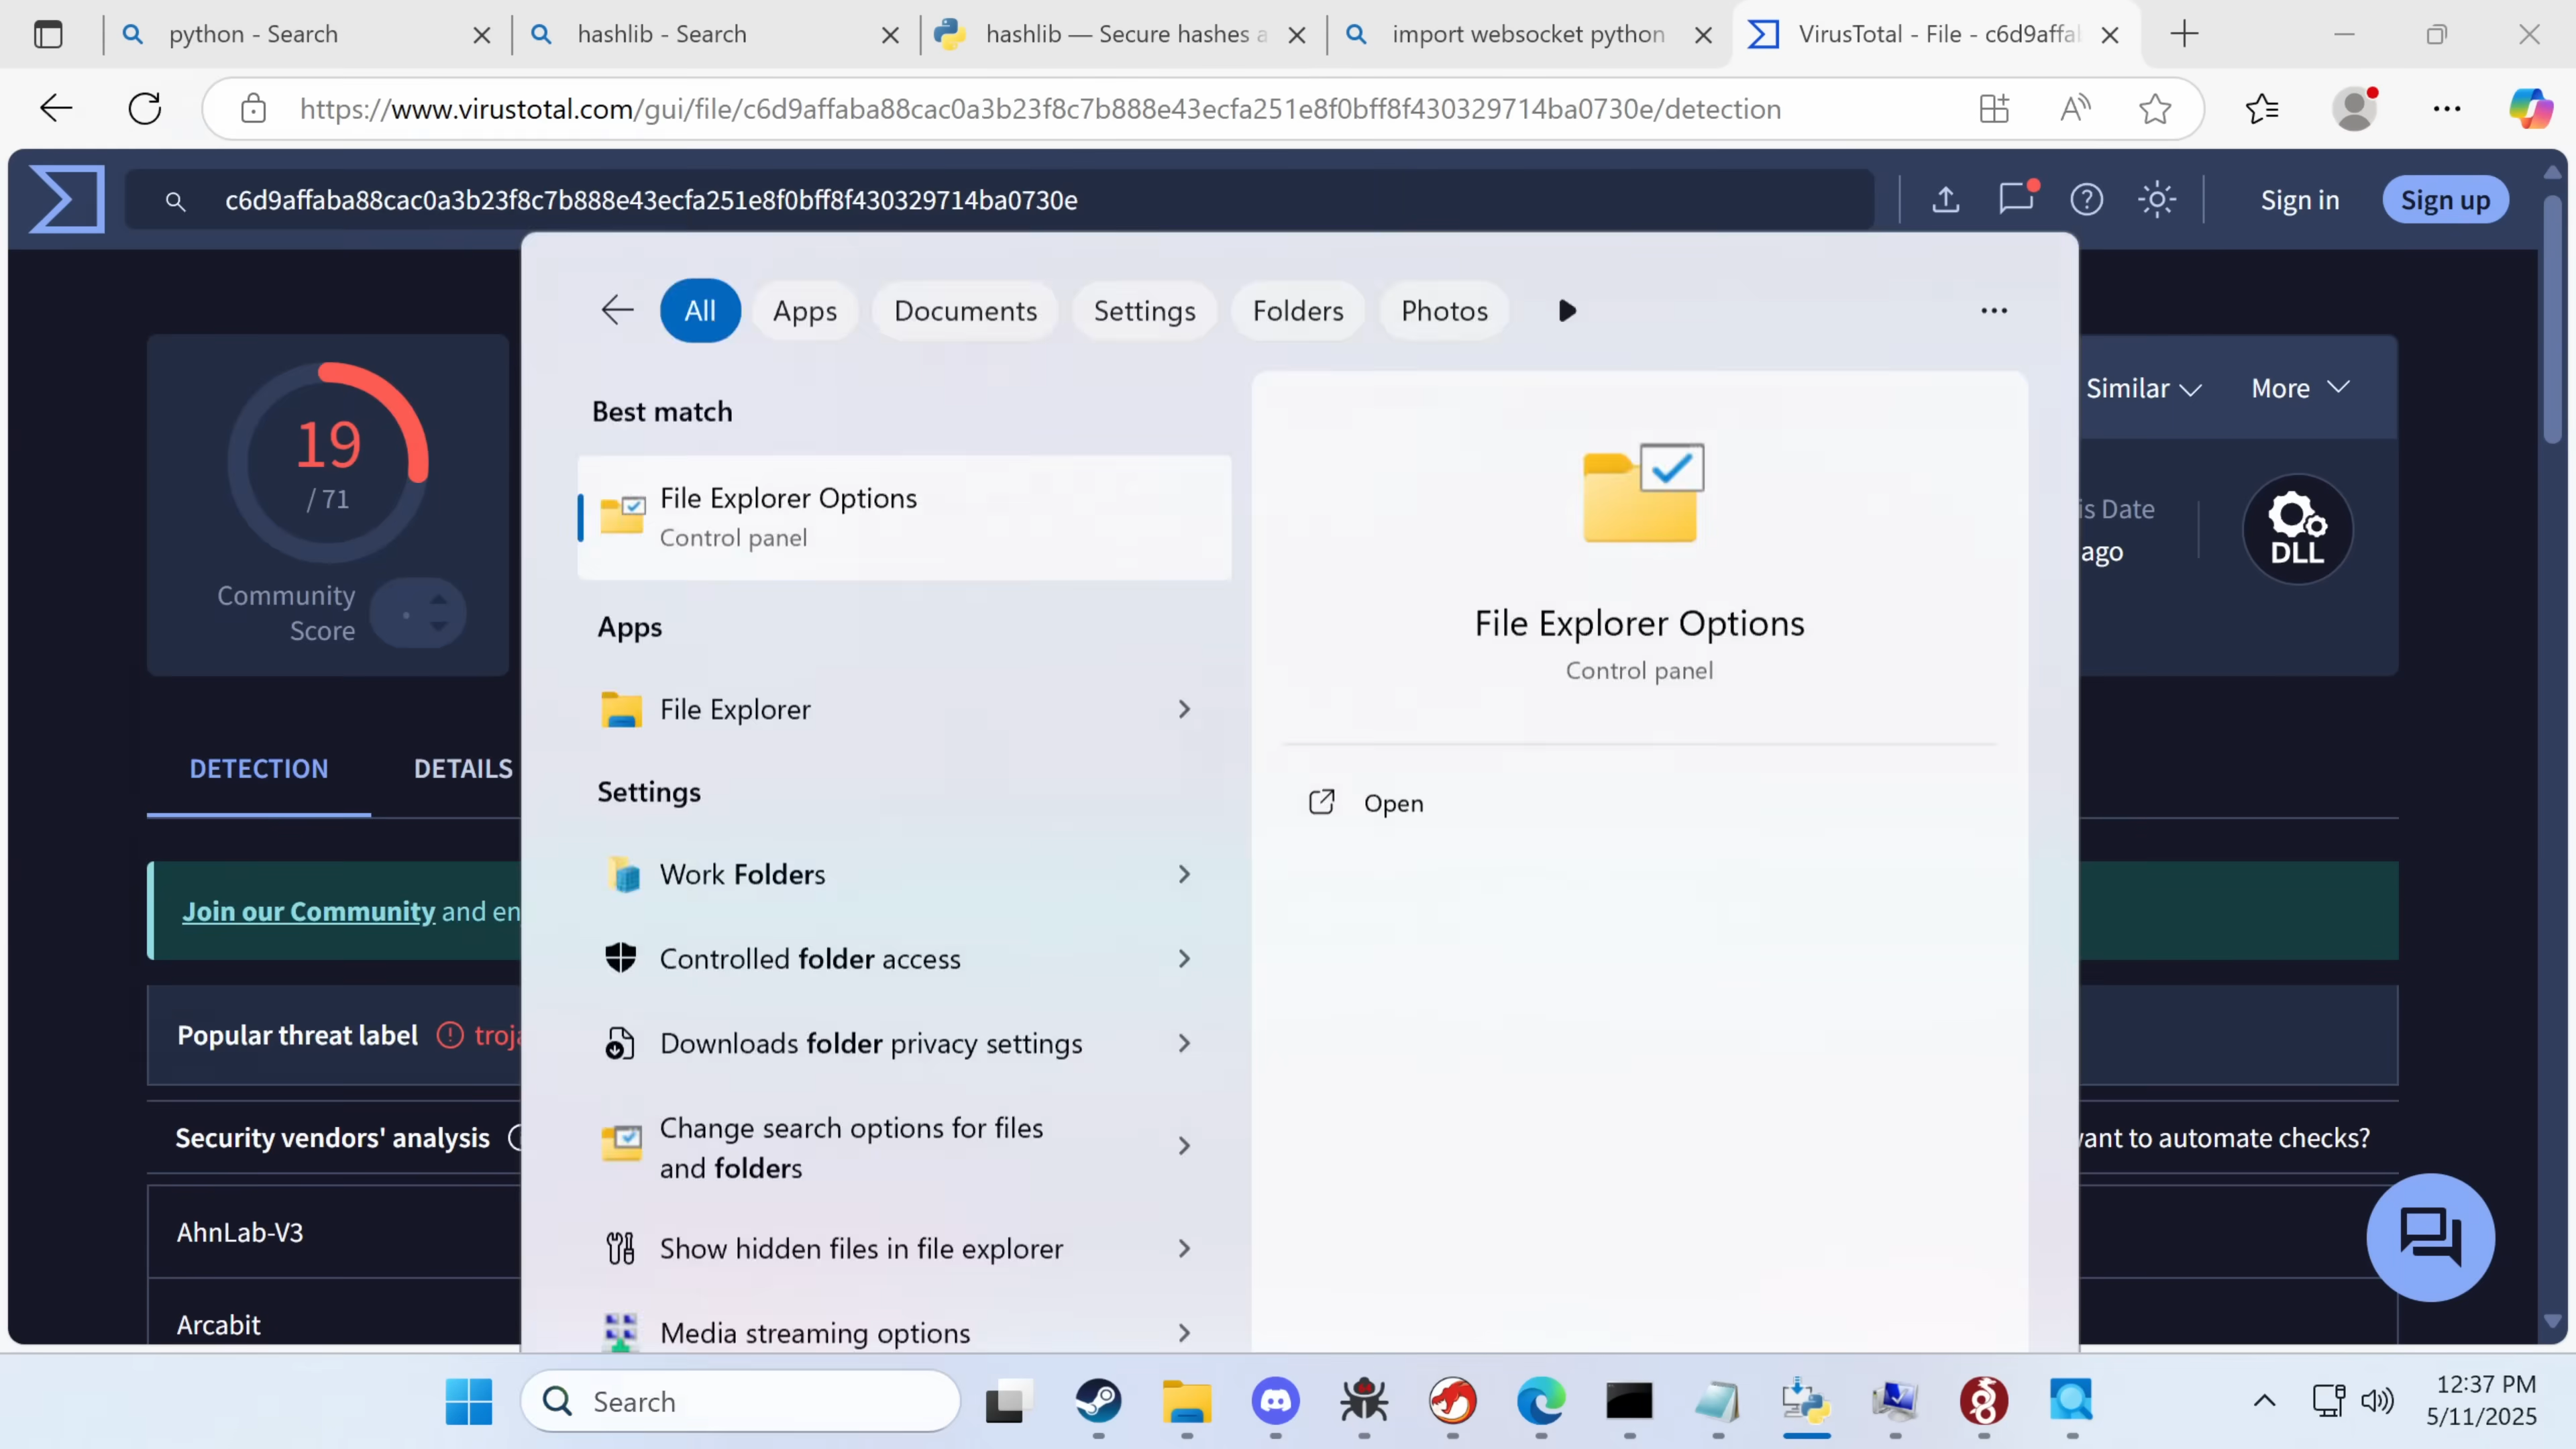 python - Search
hashlib - Search
hashlib — Secure hashes a
import websocket python
VirusTotal - File - c6d9affa
https://www.virustotal.com/gui/file/c6d9affaba88cac0a3b23f8c7b888e43ecfa251e8f0bff8f430329714ba0730e/detection
c6d9affaba88cac0a3b23f8c7b888e43ecfa251e8f0bff8f430329714ba0730e
Sign in
Sign up
19
/ 71
Community
Score
All
Apps
Documents
Settings
Folders
Photos
Best match
File Explorer Options
Control panel
Apps
File Explorer
Settings
Work Folders
Controlled folder access
Downloads folder privacy settings
Change search options for files
and folders
Show hidden files in file explorer
Media streaming options
File Explorer Options
Control panel
Open
Similar
More
is Date
ago
DLL
DETECTION
DETAILS
Join our Community and en
Popular threat label
troja
Security vendors' analysis
want to automate checks?
AhnLab-V3
Arcabit
Search
12:37 PM
5/11/2025